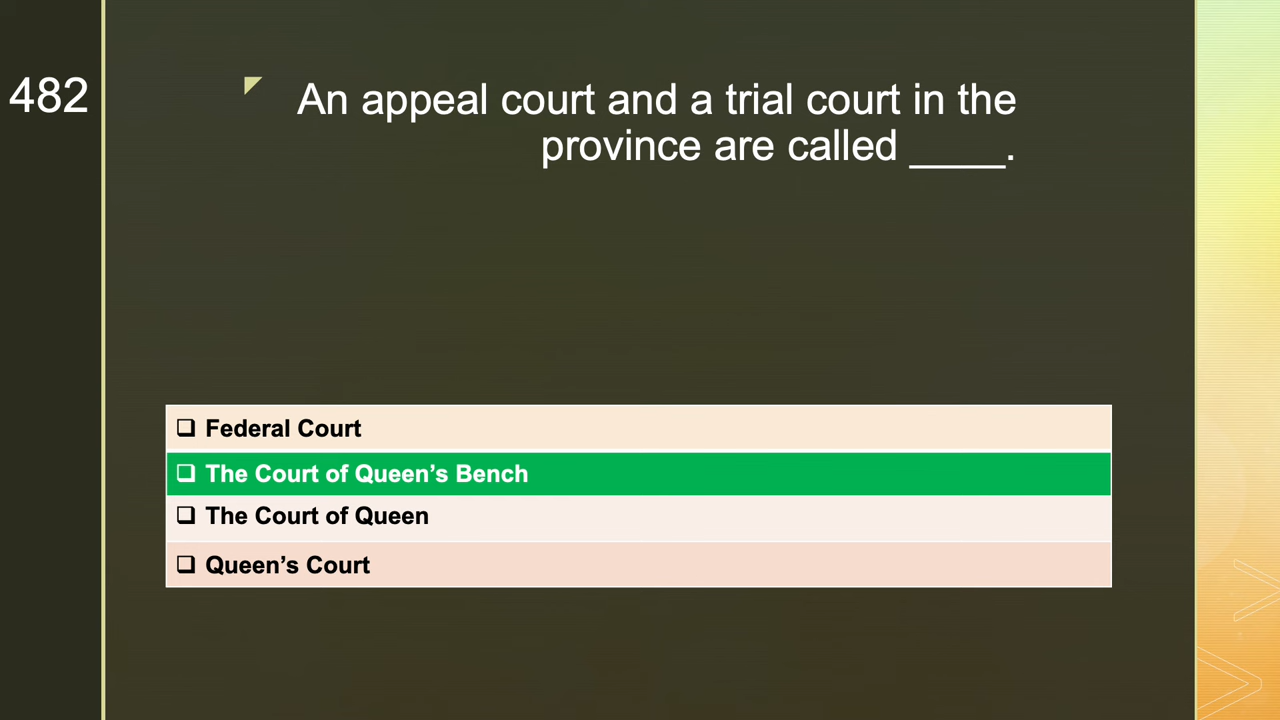 482
An appeal court and a trial court in the
province are called ____.
❑ Federal Court
❑ The Court of Queen’s Bench
❑ The Court of Queen
❑ Queen’s Court